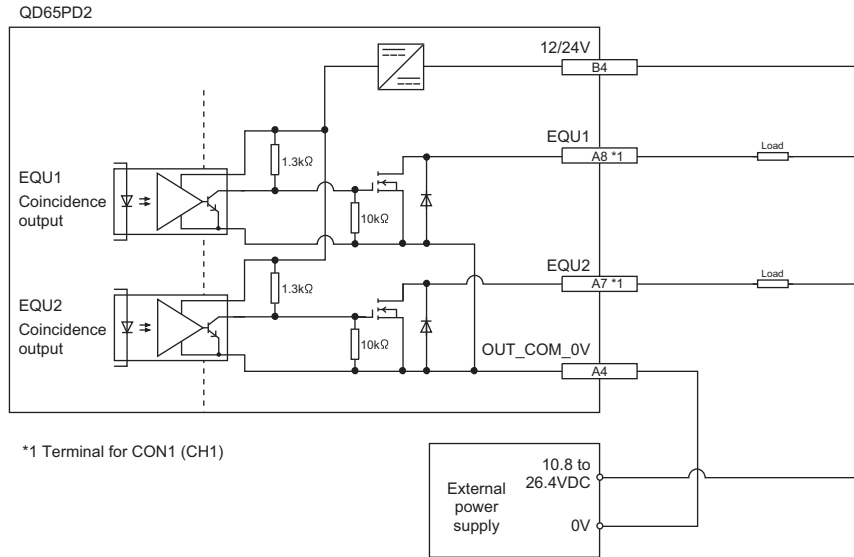 QD65PD2
12/24V
B4
EQU1
A8 *1
Load
1.3kΩ
EQU1
Coincidence
output
10kΩ
EQU2
A7 *1
Load
1.3kΩ
EQU2
Coincidence
output
10kΩ
OUT_COM_0V
A4
*1 Terminal for CON1 (CH1)
10.8 to
26.4VDC
External
power
supply
0V